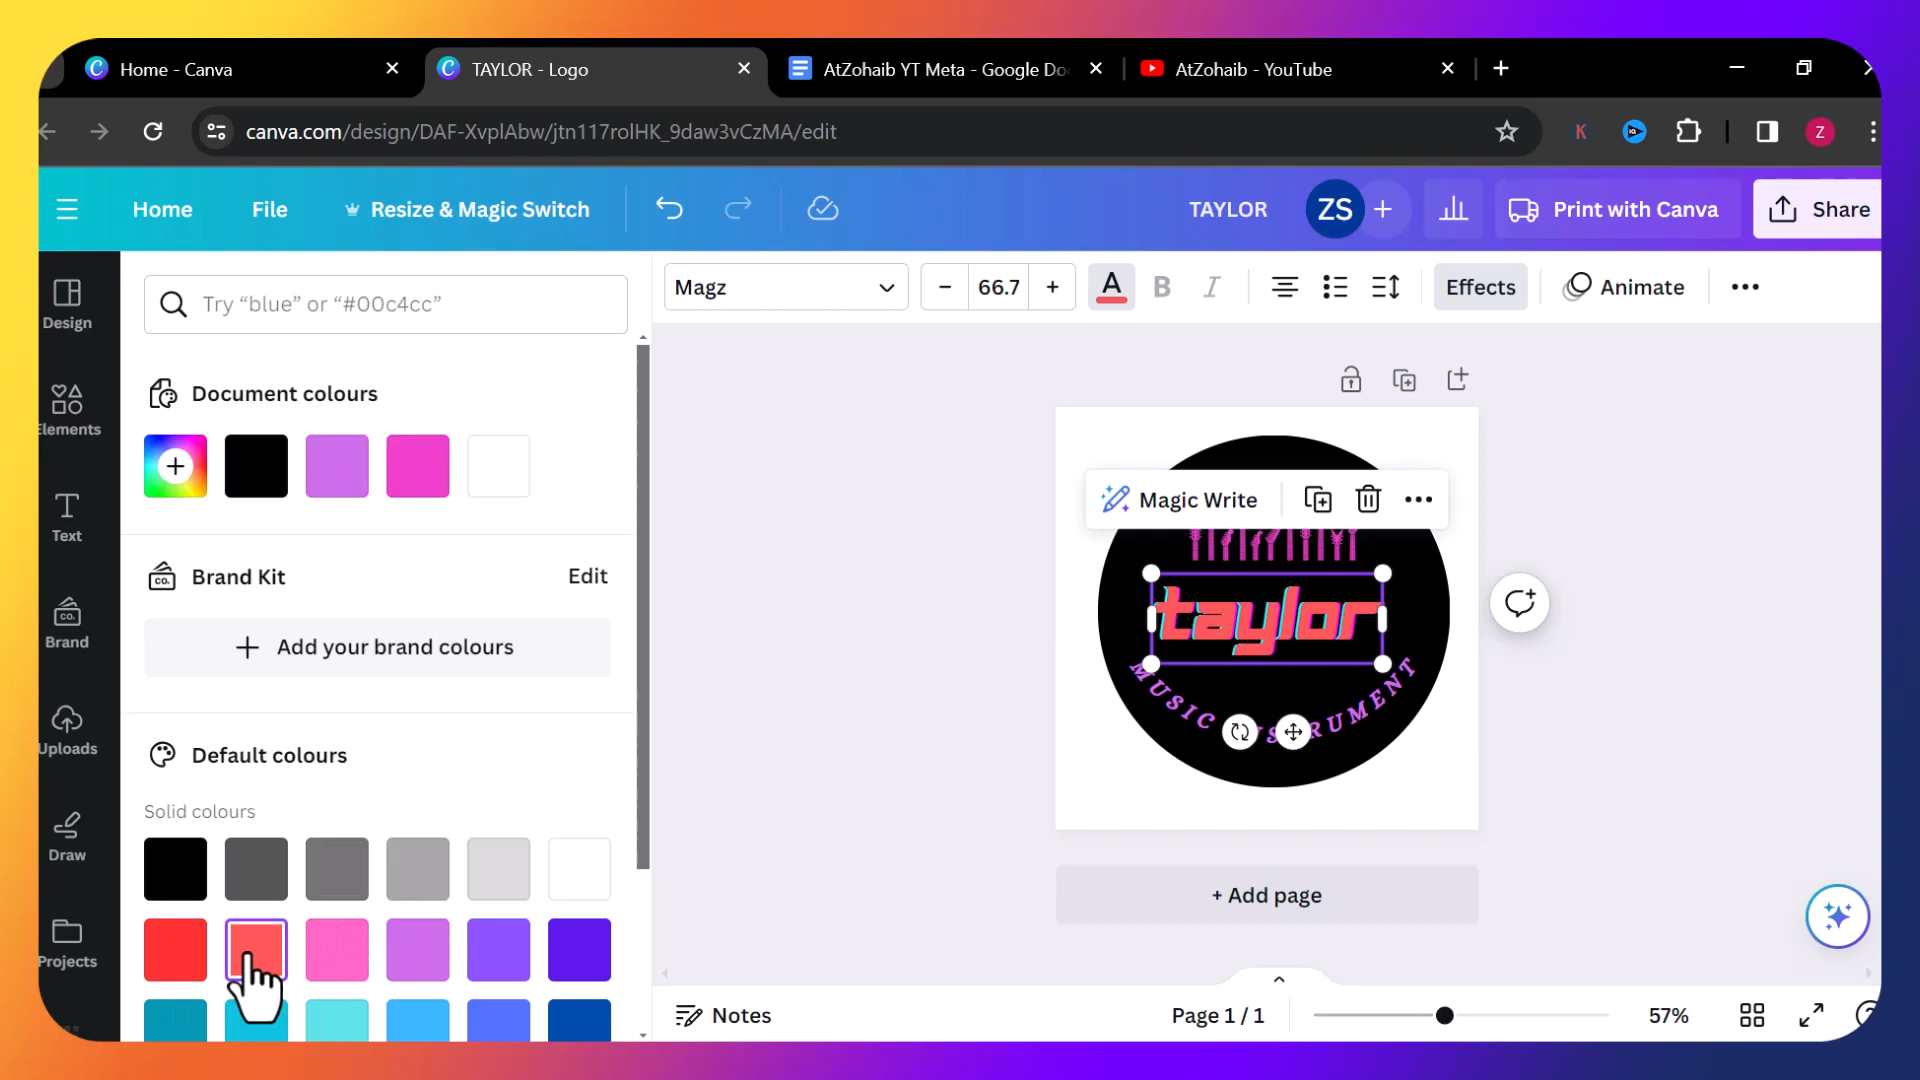 Home - Canva
TAYLOR - Logo
AtZohaib YT Meta - Google Do
AtZohaib - YouTube
canva.com/design/DAF-XvplAbw/jtn117rolHK_9daw3vCzMA/edit
K
Z
Home
File
Resize & Magic Switch
TAYLOR
ZS
Print with Canva
Share
Design
Elements
Text
Brand
Uploads
Draw
Projects
Try “blue” or “#00c4cc”
Document colours
Brand Kit
Edit
Add your brand colours
Default colours
Solid colours
Magz
66.7
A
B
I
Effects
Animate
Magic Write
taylor
+ Add page
Notes
Page 1 / 1
57%